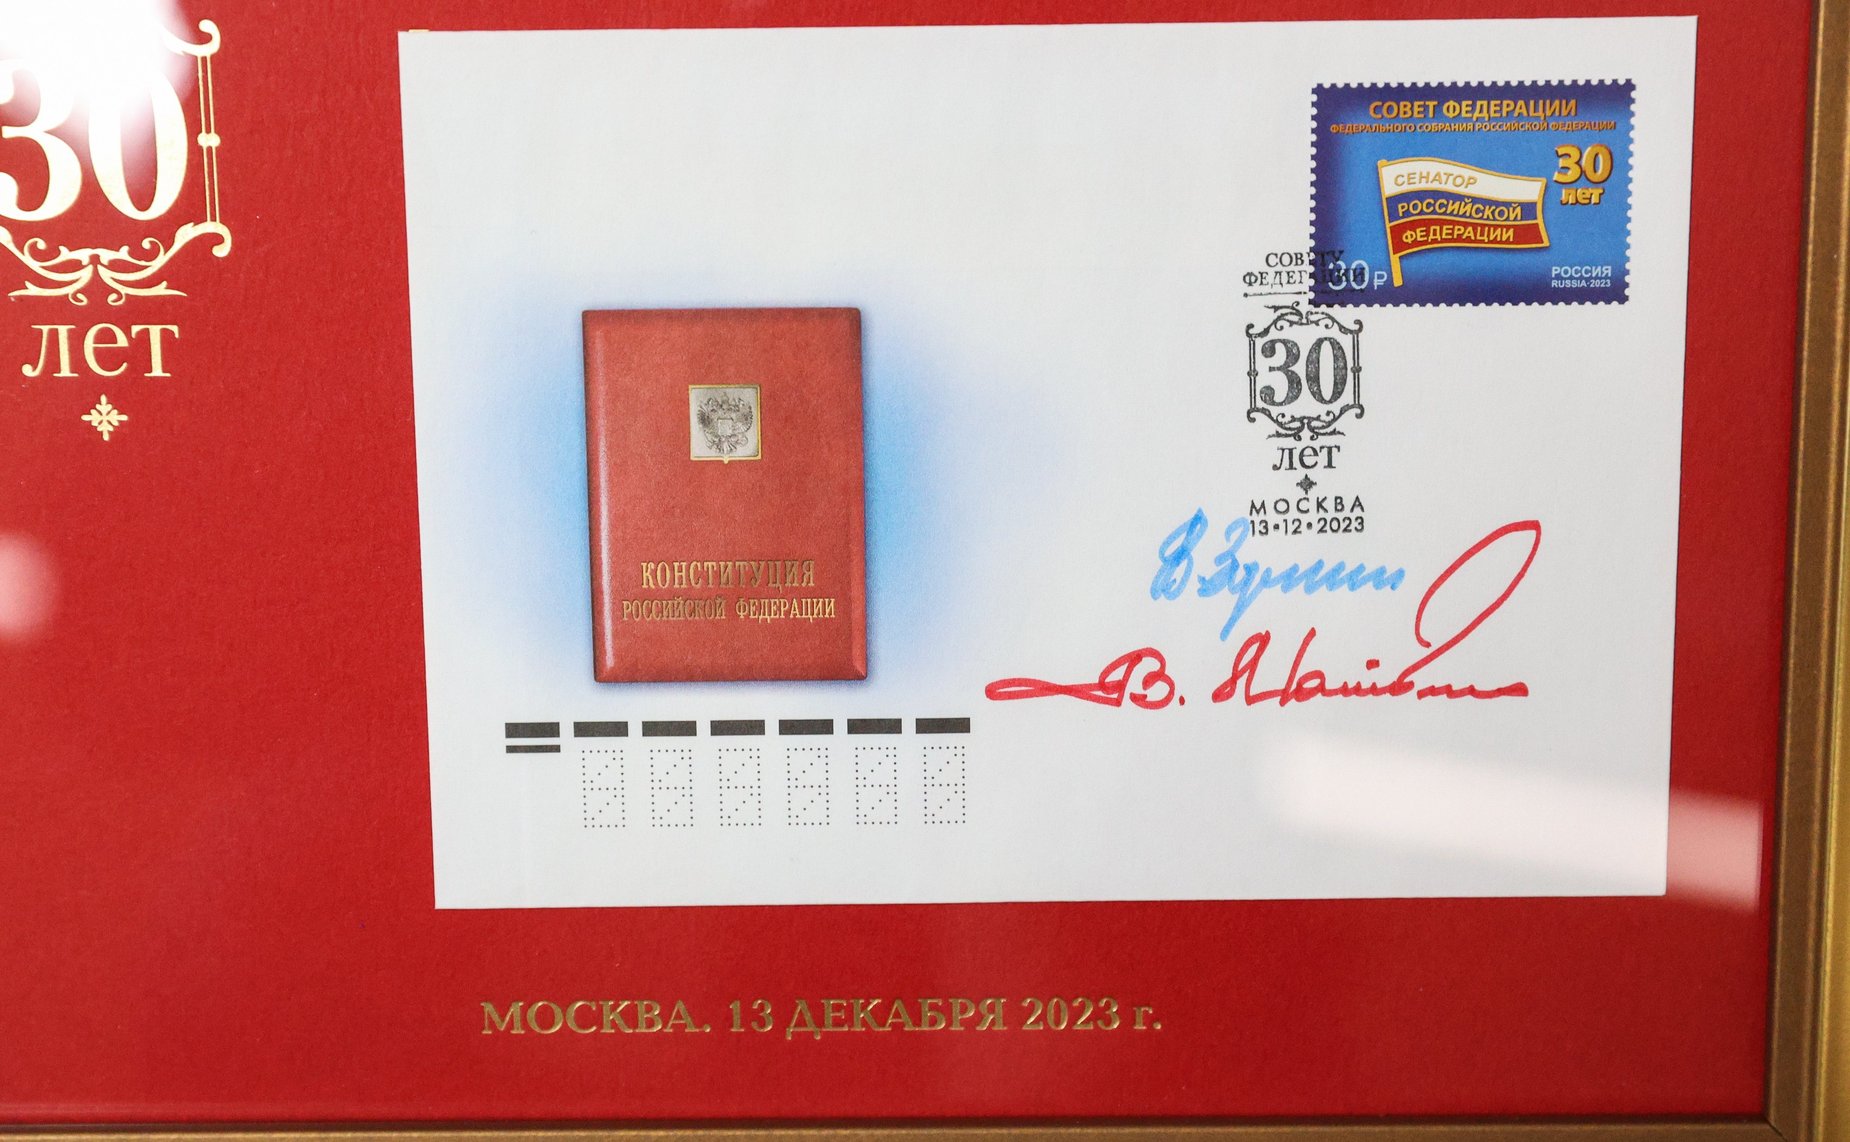 30
лет
СОВЕТ ФЕДЕРАЦИИ
ФЕДЕРАЛЬНОГО СОБРАНИЯ РОССИЙСКОЙ ФЕДЕРАЦИИ
30
лет
СЕНАТОР
РОССИЙСКОЙ
ФЕДЕРАЦИИ
30 ₽
РОССИЯ
RUSSIA·2023
СОВЕТУ
ФЕДЕРАЦИИ
30
лет
МОСКВА
13•12•2023
КОНСТИТУЦИЯ
РОССИЙСКОЙ ФЕДЕРАЦИИ
В.
МОСКВА. 13 ДЕКАБРЯ 2023 г.